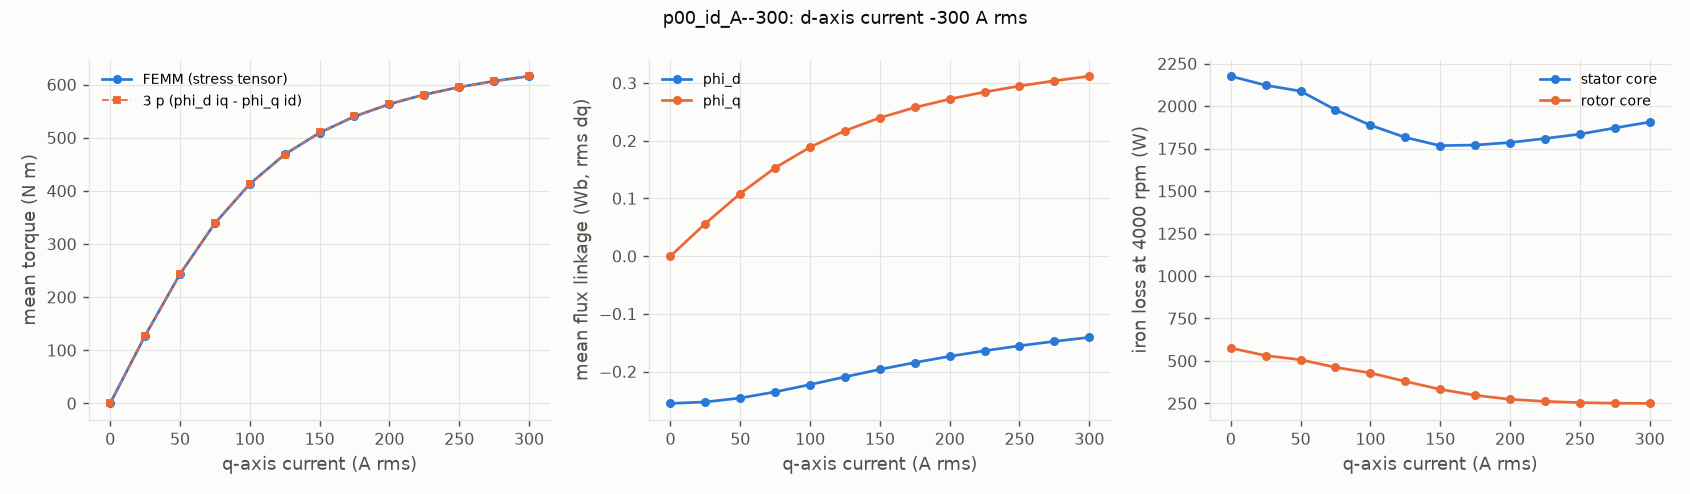 p00_id_A--300: d-axis current -300 A rms
FEMM (stress tensor)
3 p (phi_d iq - phi_q id)
mean torque (N m)
600
500
400
300
200
100
0
0 50 100 150 200 250 300
q-axis current (A rms)
phi_d
phi_q
mean flux linkage (Wb, rms dq)
0.3
0.2
0.1
0.0
−0.1
−0.2
0 50 100 150 200 250 300
q-axis current (A rms)
stator core
rotor core
iron loss at 4000 rpm (W)
2250
2000
1750
1500
1250
1000
750
500
250
0 50 100 150 200 250 300
q-axis current (A rms)